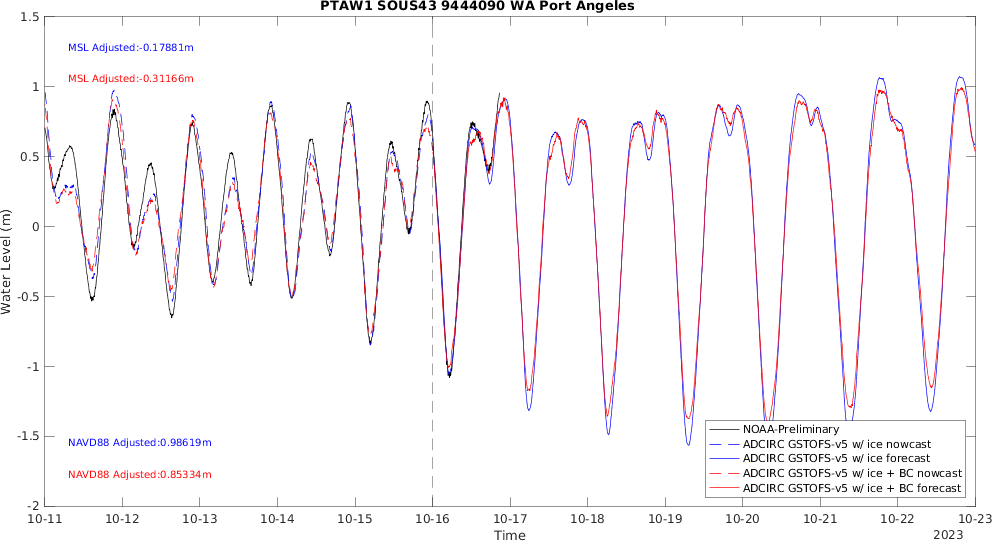 PTAW1 SOUS43 9444090 WA Port Angeles
1.5
1
0.5
0
-0.5
-1
-1.5
-2
Water Level (m)
MSL Adjusted:-0.17881m
MSL Adjusted:-0.31166m
NAVD88 Adjusted:0.98619m
NAVD88 Adjusted:0.85334m
NOAA-Preliminary
ADCIRC GSTOFS-v5 w/ ice nowcast
ADCIRC GSTOFS-v5 w/ ice forecast
ADCIRC GSTOFS-v5 w/ ice + BC nowcast
ADCIRC GSTOFS-v5 w/ ice + BC forecast
10-11 10-12 10-13 10-14 10-15 10-16 10-17 10-18 10-19 10-20 10-21 10-22 10-23
Time
2023